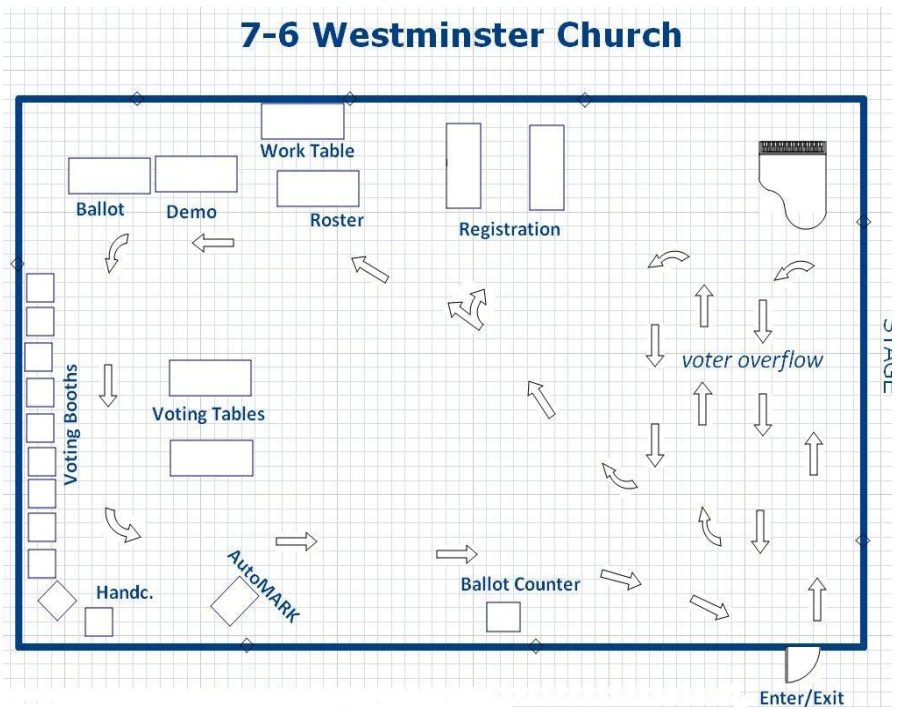 7-6 Westminster Church
Work Table
Ballot
Demo
Roster
Registration
STAGE
voter overflow
Voting Booths
Voting Tables
AutoMARK
Handc.
Ballot Counter
Enter/Exit